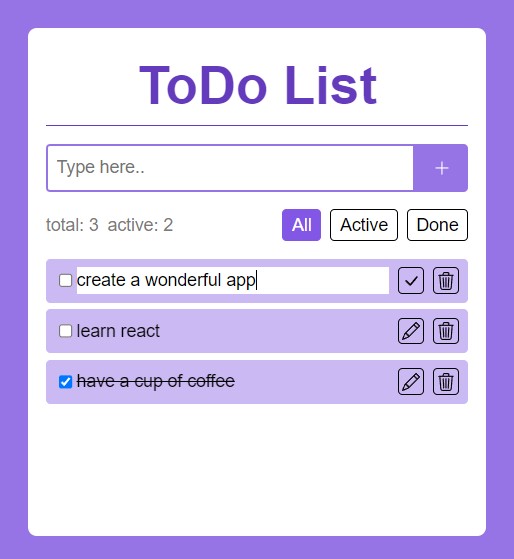 ToDo List
Type here..
+
total: 3 active: 2 All Active Done
create a wonderful app
learn react
have a cup of coffee